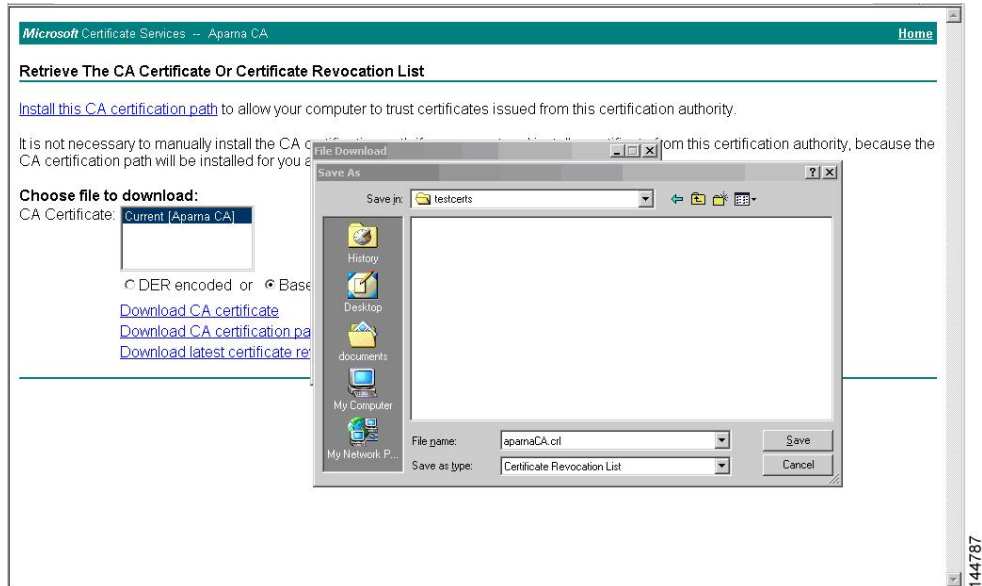 Microsoft Certificate Services -- Aparna CA Home
Retrieve The CA Certificate Or Certificate Revocation List
Install this CA certification path to allow your computer to trust certificates issued from this certification authority.
It is not necessary to manually install the CA
om this certification authority, because the
CA certification path will be installed for you a
File Download
Save As
Save in: testcerts
Choose file to download:
CA Certificate: Current [Aparna CA]
DER encoded or Base
Download CA certificate
Download CA certification pa
Download latest certificate re
History
Desktop
documents
My Computer
My Network P...
File name: aparnaCA.crl Save
Save as type: Certificate Revocation List Cancel
144787